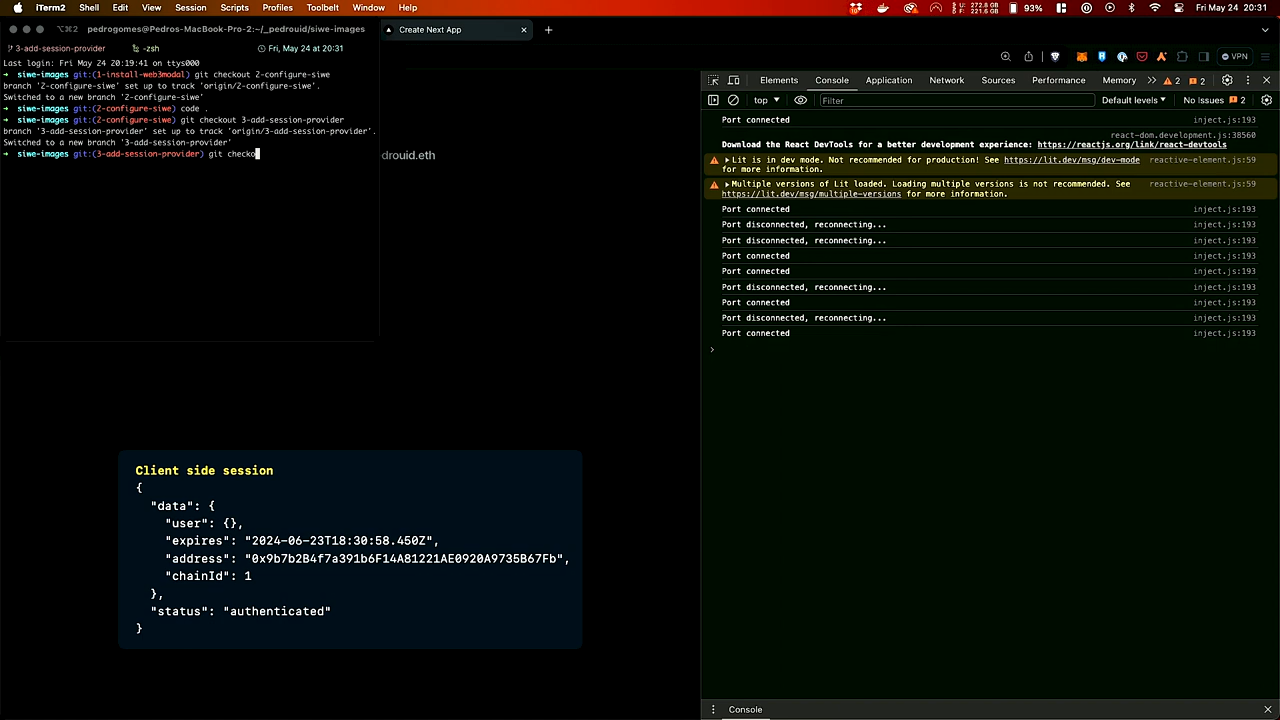 iTerm2 Shell Edit View Session Scripts Profiles Toolbelt Window Help 93% Fri May 24 20:31
⌥⌘2 pedrogomes@Pedros-MacBook-Pro-2:~/_pedrouid/siwe-images
Create Next App
3-add-session-provider -zsh Fri, May 24 at 20:31
Last login: Fri May 24 20:19:41 on ttys000
siwe-images git:(1-install-web3modal) git checkout 2-configure-siwe
branch '2-configure-siwe' set up to track 'origin/2-configure-siwe'.
Switched to a new branch '2-configure-siwe'
siwe-images git:(2-configure-siwe) code .
siwe-images git:(2-configure-siwe) git checkout 3-add-session-provider
branch '3-add-session-provider' set up to track 'origin/3-add-session-provider'.
Switched to a new branch '3-add-session-provider'
siwe-images git:(3-add-session-provider) git checko
drouid.eth
VPN
Elements Console Application Network Sources Performance Memory 2 2
top Filter Default levels No Issues 2
Port connected inject.js:193
react-dom.development.js:38560
Download the React DevTools for a better development experience: https://reactjs.org/link/react-devtools
Lit is in dev mode. Not recommended for production! See https://lit.dev/msg/dev-mode reactive-element.js:59
for more information.
Multiple versions of Lit loaded. Loading multiple versions is not recommended. See reactive-element.js:59
https://lit.dev/msg/multiple-versions for more information.
Port connected inject.js:193
Port disconnected, reconnecting... inject.js:193
Port disconnected, reconnecting... inject.js:193
Port connected inject.js:193
Port connected inject.js:193
Port disconnected, reconnecting... inject.js:193
Port connected inject.js:193
Port disconnected, reconnecting... inject.js:193
Port connected inject.js:193
Client side session
{
"data": {
"user": {},
"expires": "2024-06-23T18:30:58.450Z",
"address": "0x9b7b2B4f7a391b6F14A81221AE0920A9735B67Fb",
"chainId": 1
},
"status": "authenticated"
}
Console